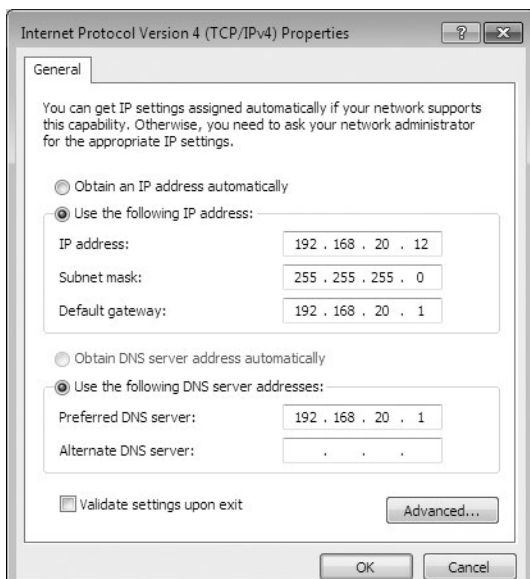 Internet Protocol Version 4 (TCP/IPv4) Properties
General
You can get IP settings assigned automatically if your network supports
this capability. Otherwise, you need to ask your network administrator
for the appropriate IP settings.
Obtain an IP address automatically
Use the following IP address:
IP address: 192 . 168 . 20 . 12
Subnet mask: 255 . 255 . 255 . 0
Default gateway: 192 . 168 . 20 . 1
Obtain DNS server address automatically
Use the following DNS server addresses:
Preferred DNS server: 192 . 168 . 20 . 1
Alternate DNS server: . . .
Validate settings upon exit
Advanced...
OK Cancel